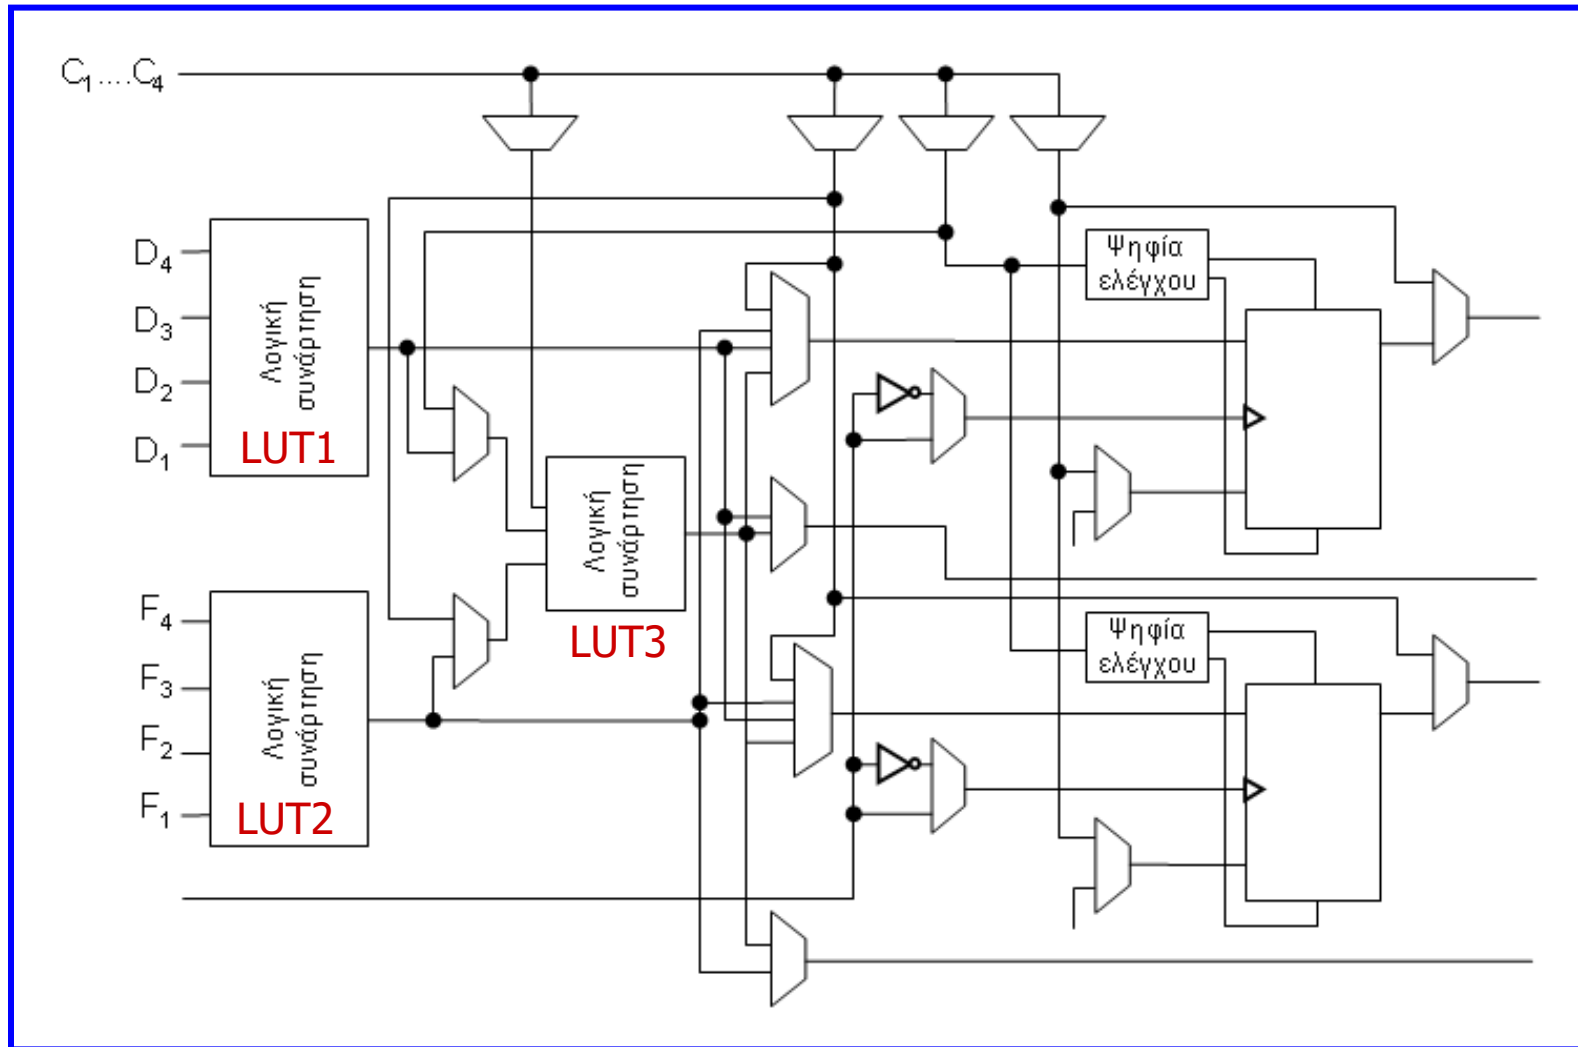 C1....C4
D4
D3
D2
D1
Λογική
συνάρτηση
LUT1
Ψηφία
ελέγχου
Λογική
συνάρτηση
LUT3
F4
F3
F2
F1
Λογική
συνάρτηση
LUT2
Ψηφία
ελέγχου